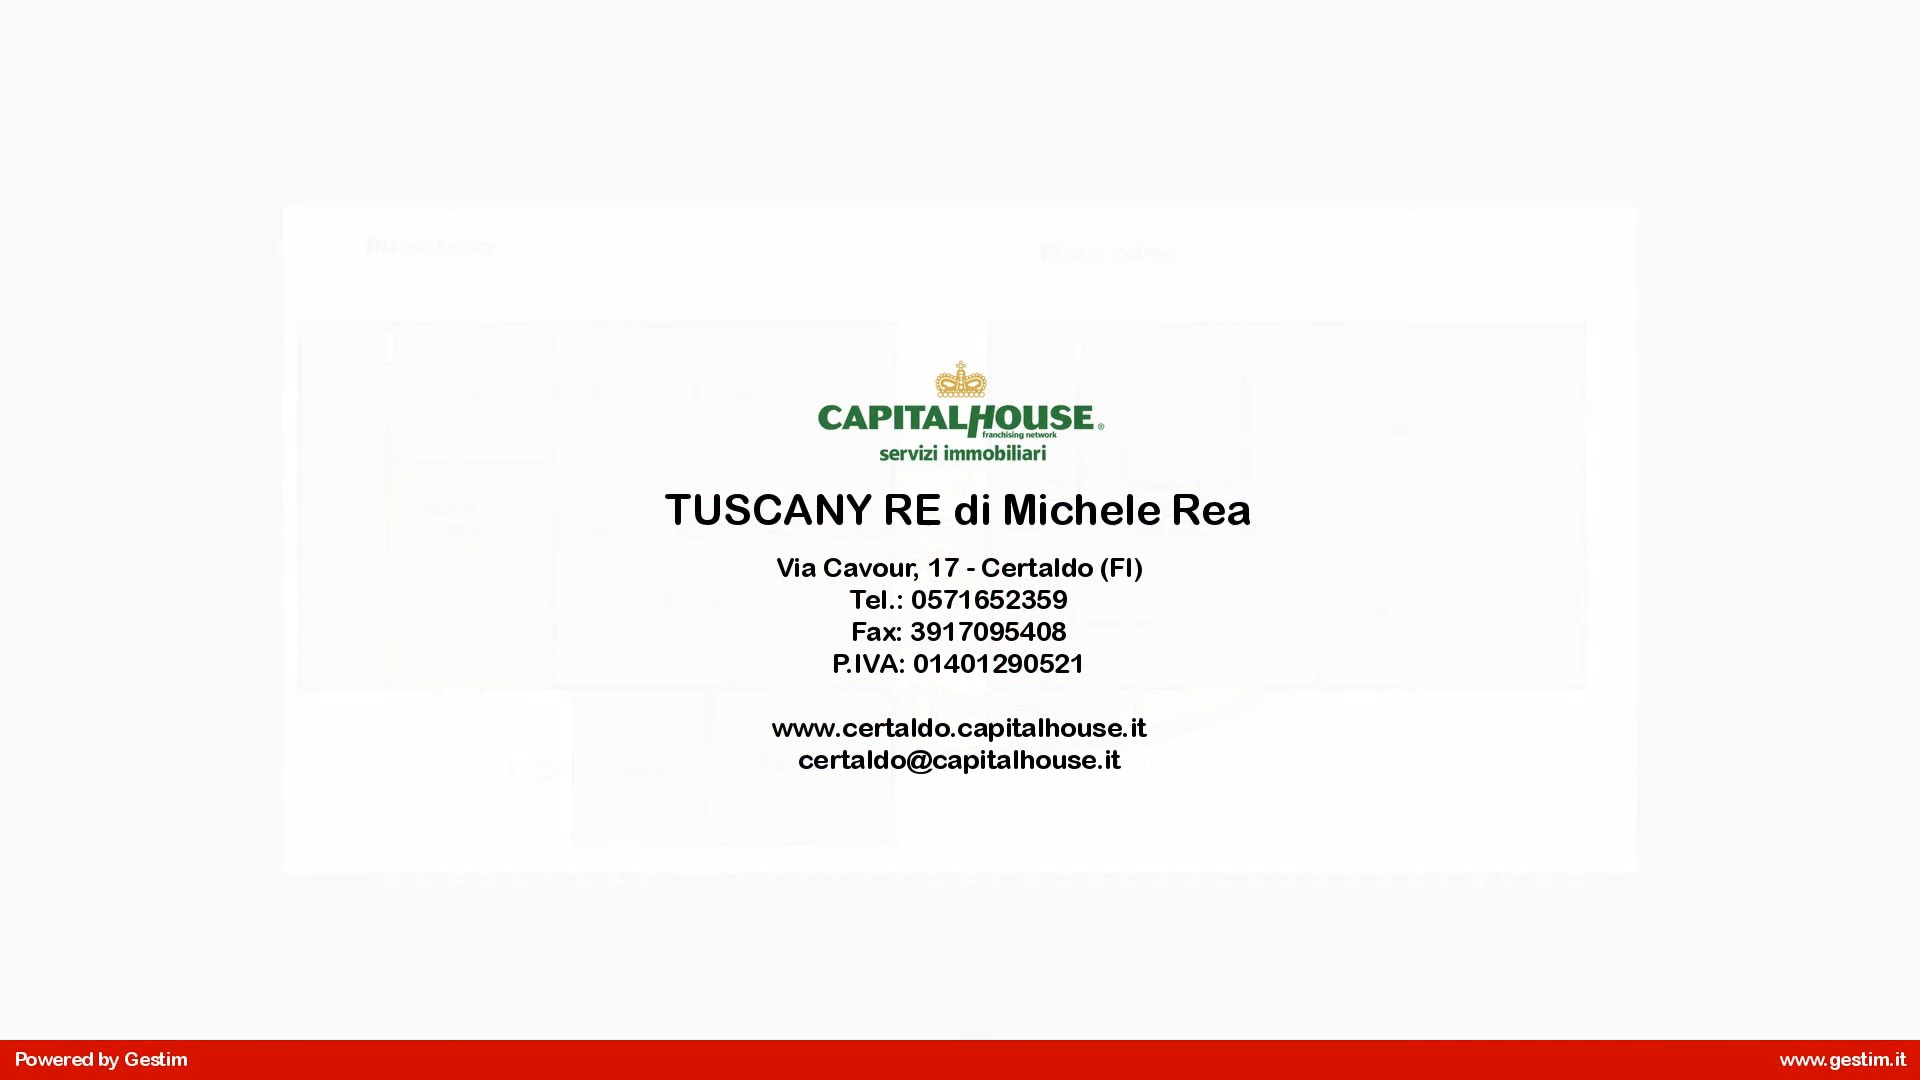 CAPITALHOUSE®
franchising network
servizi immobiliari
TUSCANY RE di Michele Rea
Via Cavour, 17 - Certaldo (FI)
Tel.: 0571652359
Fax: 3917095408
P.IVA: 01401290521
www.certaldo.capitalhouse.it
certaldo@capitalhouse.it
Powered by Gestim
www.gestim.it